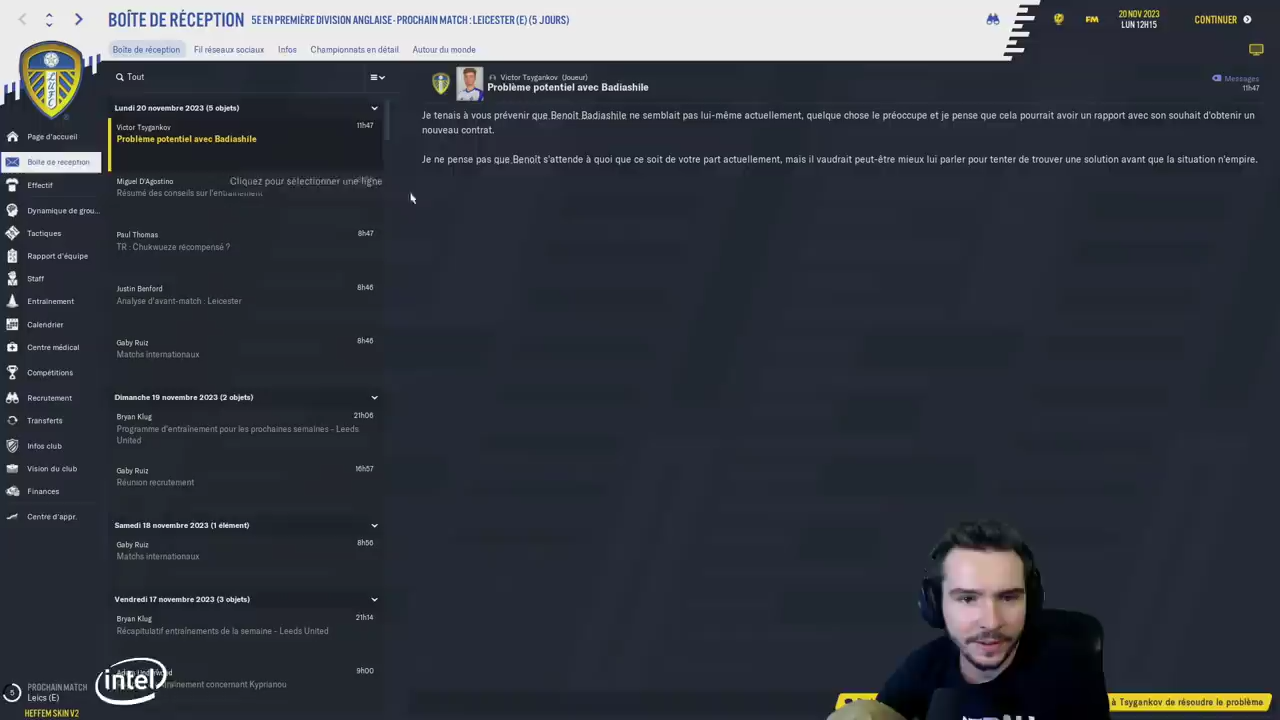 BOÎTE DE RÉCEPTION
5E EN PREMIÈRE DIVISION ANGLAISE - PROCHAIN MATCH : LEICESTER (E) (5 JOURS)
FM
20 NOV 2023
LUN 12H15
CONTINUER
Boîte de réception
Fil réseaux sociaux
Infos
Championnats en détail
Autour du monde
Page d'accueil
Boîte de réception
Effectif
Dynamique de grou...
Tactiques
Rapport d'équipe
Staff
Entraînement
Calendrier
Centre médical
Compétitions
Recrutement
Transferts
Infos club
Vision du club
Finances
Centre d'appr.
5
PROCHAIN MATCH
Leics (E)
HEFFEM SKIN V2
Tout
Lundi 20 novembre 2023 (5 objets)
Victor Tsygankov
11h47
Problème potentiel avec Badiashile
Miguel D'Agostino
Cliquez pour sélectionner une ligne
Résumé des conseils sur l'entraînement
Paul Thomas
8h47
TR : Chukwueze récompensé ?
Justin Benford
8h46
Analyse d'avant-match : Leicester
Gaby Ruiz
8h46
Matchs internationaux
Dimanche 19 novembre 2023 (2 objets)
Bryan Klug
21h06
Programme d'entraînement pour les prochaines semaines - Leeds
United
Gaby Ruiz
16h57
Réunion recrutement
Samedi 18 novembre 2023 (1 élément)
Gaby Ruiz
8h56
Matchs internationaux
Vendredi 17 novembre 2023 (3 objets)
Bryan Klug
21h14
Récapitulatif entraînements de la semaine - Leeds United
9h00
entraînement concernant Kyprianou
intel
Victor Tsygankov (Joueur)
Problème potentiel avec Badiashile
Messages
11h47
Je tenais à vous prévenir que Benoît Badiashile ne semblait pas lui-même actuellement, quelque chose le préoccupe et je pense que cela pourrait avoir un rapport avec son souhait d'obtenir un
nouveau contrat.
Je ne pense pas que Benoît s'attende à quoi que ce soit de votre part actuellement, mais il vaudrait peut-être mieux lui parler pour tenter de trouver une solution avant que la situation n'empire.
à Tsygankov de résoudre le problème